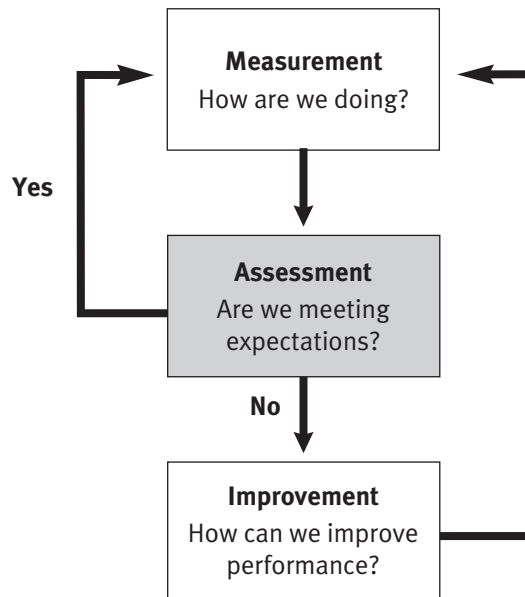 Measurement
How are we doing?
Yes
Assessment
Are we meeting
expectations?
No
Improvement
How can we improve
performance?